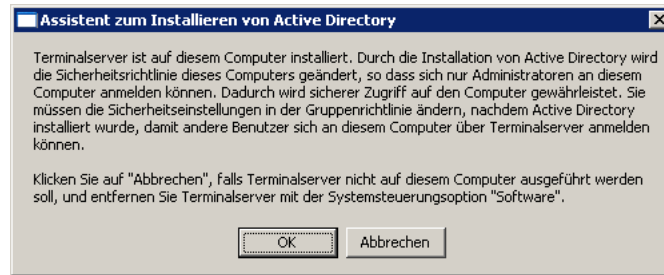 Assistent zum Installieren von Active Directory
Terminalserver ist auf diesem Computer installiert. Durch die Installation von Active Directory wird
die Sicherheitsrichtlinie dieses Computers geändert, so dass sich nur Administratoren an diesem
Computer anmelden können. Dadurch wird sicherer Zugriff auf den Computer gewährleistet. Sie
müssen die Sicherheitseinstellungen in der Gruppenrichtlinie ändern, nachdem Active Directory
installiert wurde, damit andere Benutzer sich an diesem Computer über Terminalserver anmelden
können.
Klicken Sie auf "Abbrechen", falls Terminalserver nicht auf diesem Computer ausgeführt werden
soll, und entfernen Sie Terminalserver mit der Systemsteuerungsoption "Software".
OK Abbrechen